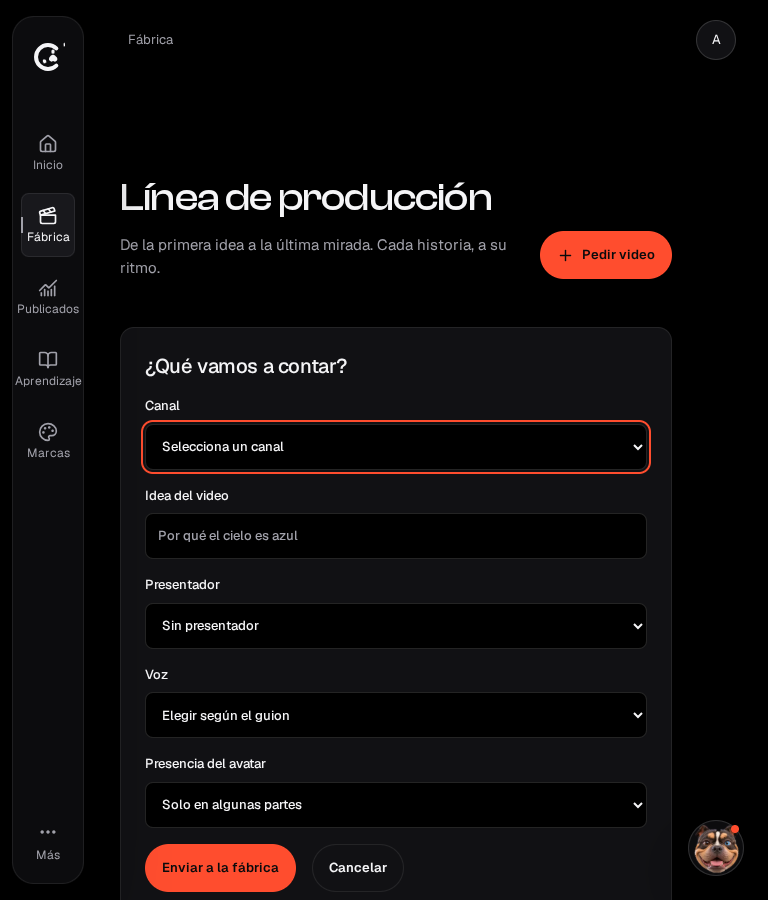 Fábrica
A
Inicio
Fábrica
Publicados
Aprendizaje
Marcas
Más
Línea de producción
De la primera idea a la última mirada. Cada historia, a su
ritmo.
Pedir video
¿Qué vamos a contar?
Canal
Selecciona un canal
Idea del video
Por qué el cielo es azul
Presentador
Sin presentador
Voz
Elegir según el guion
Presencia del avatar
Solo en algunas partes
Enviar a la fábrica
Cancelar